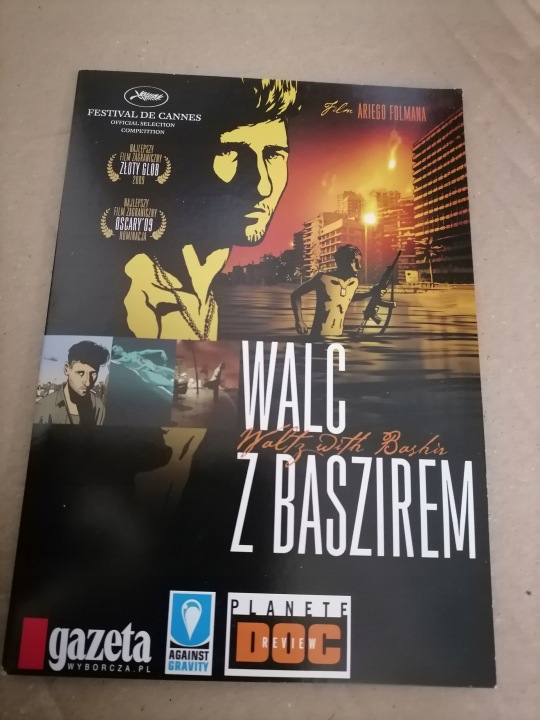 FESTIVAL DE CANNES
OFFICIAL SELECTION
COMPETITION
Film ARIEGO FOLMANA
NAJLEPSZY
FILM ZAGRANICZNY
ZŁOTY GLOB
2009
NAJLEPSZY
FILM ZAGRANICZNY
OSCARY'09
NOMINACJA
WALC
Waltz with Bashir
Z BASZIREM
gazeta
WYBORCZA.PL
AGAINST
GRAVITY
PLANETE
DOC
REVIEW